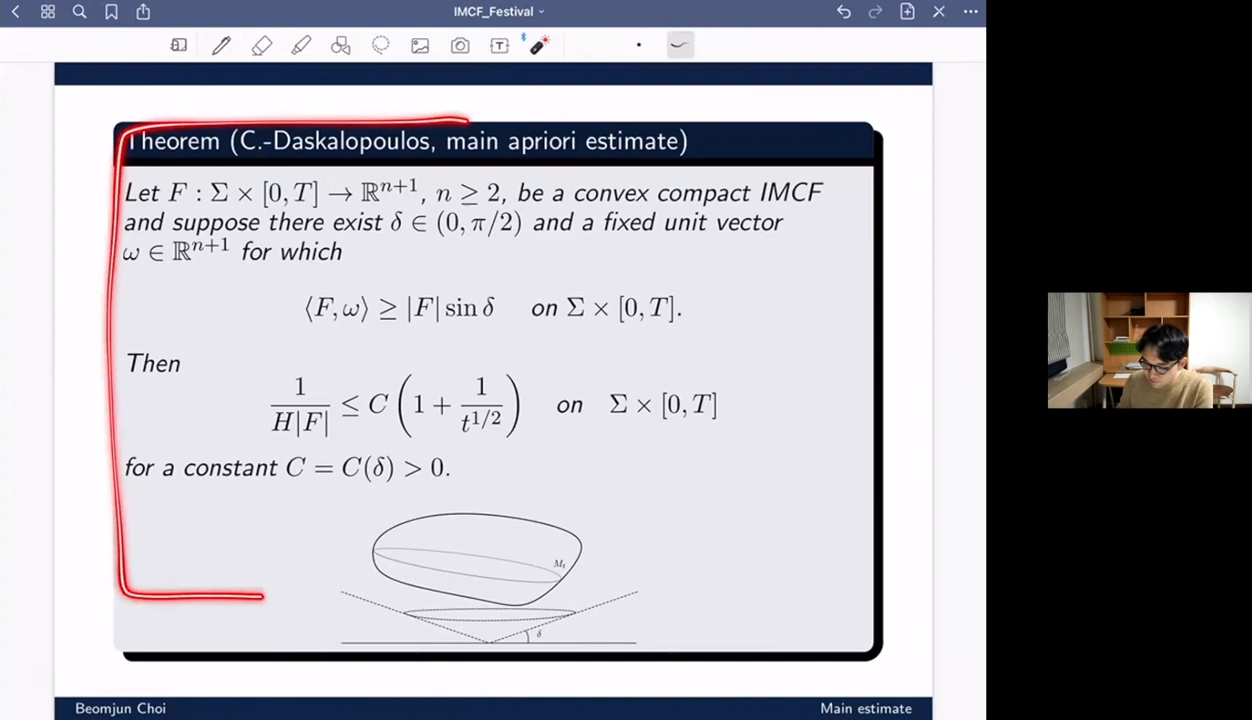 IMCF_Festival
Theorem (C.-Daskalopoulos, main apriori estimate)
Let F : Σ × [0, T] → ℝⁿ⁺¹, n ≥ 2, be a convex compact IMCF
and suppose there exist δ ∈ (0, π/2) and a fixed unit vector
ω ∈ ℝⁿ⁺¹ for which
⟨F, ω⟩ ≥ |F| sin δ on Σ × [0, T].
Then
1/(H|F|) ≤ C (1 + 1/t^{1/2}) on Σ × [0, T]
for a constant C = C(δ) > 0.
M_t
δ
Beomjun Choi
Main estimate